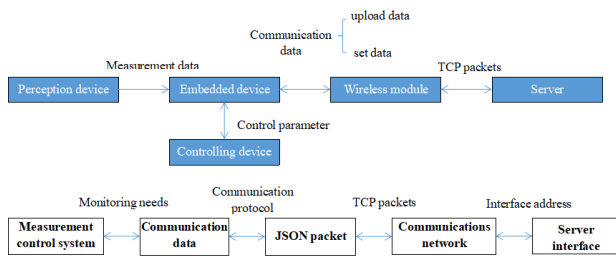 upload data
Communication
data
set data
Measurement data
TCP packets
Perception device
Embedded device
Wireless module
Server
Control parameter
Controlling device
Monitoring needs
Communication
protocol
TCP packets
Interface address
Measurement
control system
Communication
data
JSON packet
Communications
network
Server
interface